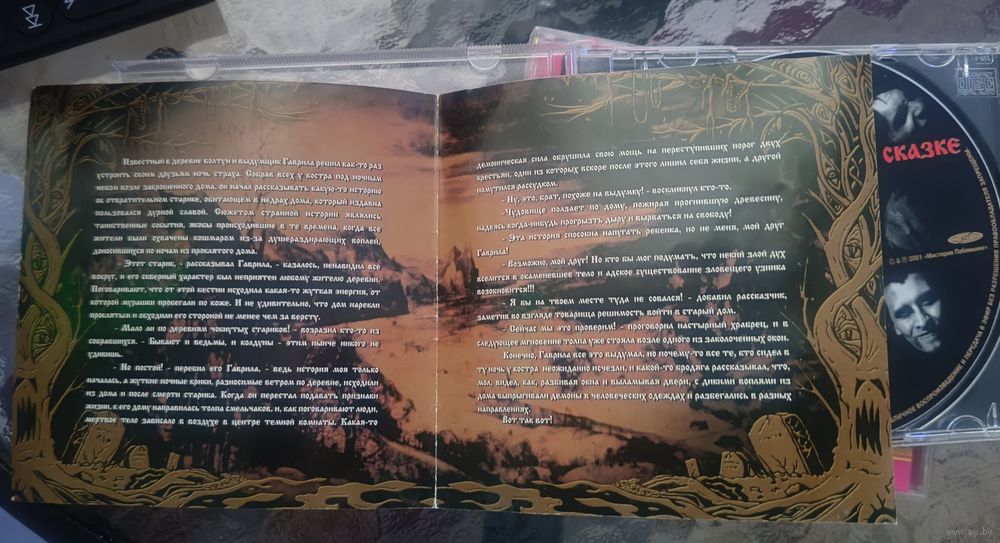 Известный в деревне болтун и выдумщик Гаврила решил как-то раз
устроить своим друзьям ночь страха. Собрав всех у костра под ночным
небом возле заброшенного дома, он начал рассказывать какую-то историю
об отвратительном старике, обитающем в недрах дома, который издавна
пользовался дурной славой. Сюжетом странной истории являлись
таинственные события, якобы происходившие в те времена, когда все
жители были охвачены кошмаром из-за душераздирающих воплей,
доносившихся по ночам из проклятого дома.
Этот старик, - рассказывал Гаврила, - казалось, ненавидил все
вокруг, и его скверный характер был неприятен любому жителю деревни.
Поговаривают, что от этой бестии исходила какая-то жуткая энергия, от
которой мурашки пробегали по коже. И не удивительно, что дом нарекли
проклятым и обходили его стороной не менее чем за версту.
- Мало ли по деревням чокнутых стариков! - возразил кто-то из
собравшихся. - Бывают и ведьмы, и колдуны - этим нынче никого не
удивишь.
- Но постой! - перебил его Гаврила, - ведь история моя только
началась, а жуткие ночные крики, разносимые ветром по деревне, исходили
из дома и после смерти старика. Когда он перестал подавать признаки
жизни, к его дому направилась толпа смельчаков, и, как поговаривают люди,
мертвое тело зависало в воздухе в центре темной комнаты. Какая-то
демоническая сила обрушила свою мощь на переступивших порог двух
крестьян, один из которых вскоре после этого лишил себя жизни, а другой
помутился рассудком.
- Ну, это, брат, похоже на выдумку! - воскликнул кто-то.
-Чудовище ползает по дому, пожирая прогнившую древесину,
надеясь когда-нибудь прогрызть дыру и вырваться на свободу!
- Эта история способна напугать ребенка, но не меня, мой друг
Гаврила!
- Возможно, мой друг! Но кто бы мог подумать, что некий злой дух
вселится в окаменевшее тело и адское существование зловещего узника
возобновится!!!
- Я бы на твоем месте туда не совался! - добавил рассказчик,
заметив во взгляде товарища решимость войти в старый дом.
- Сейчас мы это проверим! - проговорил настырный храбрец, и в
следующее мгновение толпа уже стояла возле одного из заколоченных окон.
Конечно, Гаврила все это выдумал, но почему-то все те, кто сидел в
ту ночь у костра неожиданно исчезли, и какой-то бродяга рассказывал, что,
мол, видел, как, разбивая окна и выламывая двери, с дикими воплями из
дома выпрыгивали демоны в человеческих одеждах и разбегались в разных
направлениях.
Вот так вот!
СКАЗКЕ
© & ℗ 2001 «Мистерия
ПУБЛИЧНОЕ ВОСПРОИЗВЕДЕНИЕ И ПЕРЕДАЧА В ЭФИР БЕЗ РАЗРЕШЕНИЯ ПРАВООБЛАДАТЕЛЯ
www.ay.by